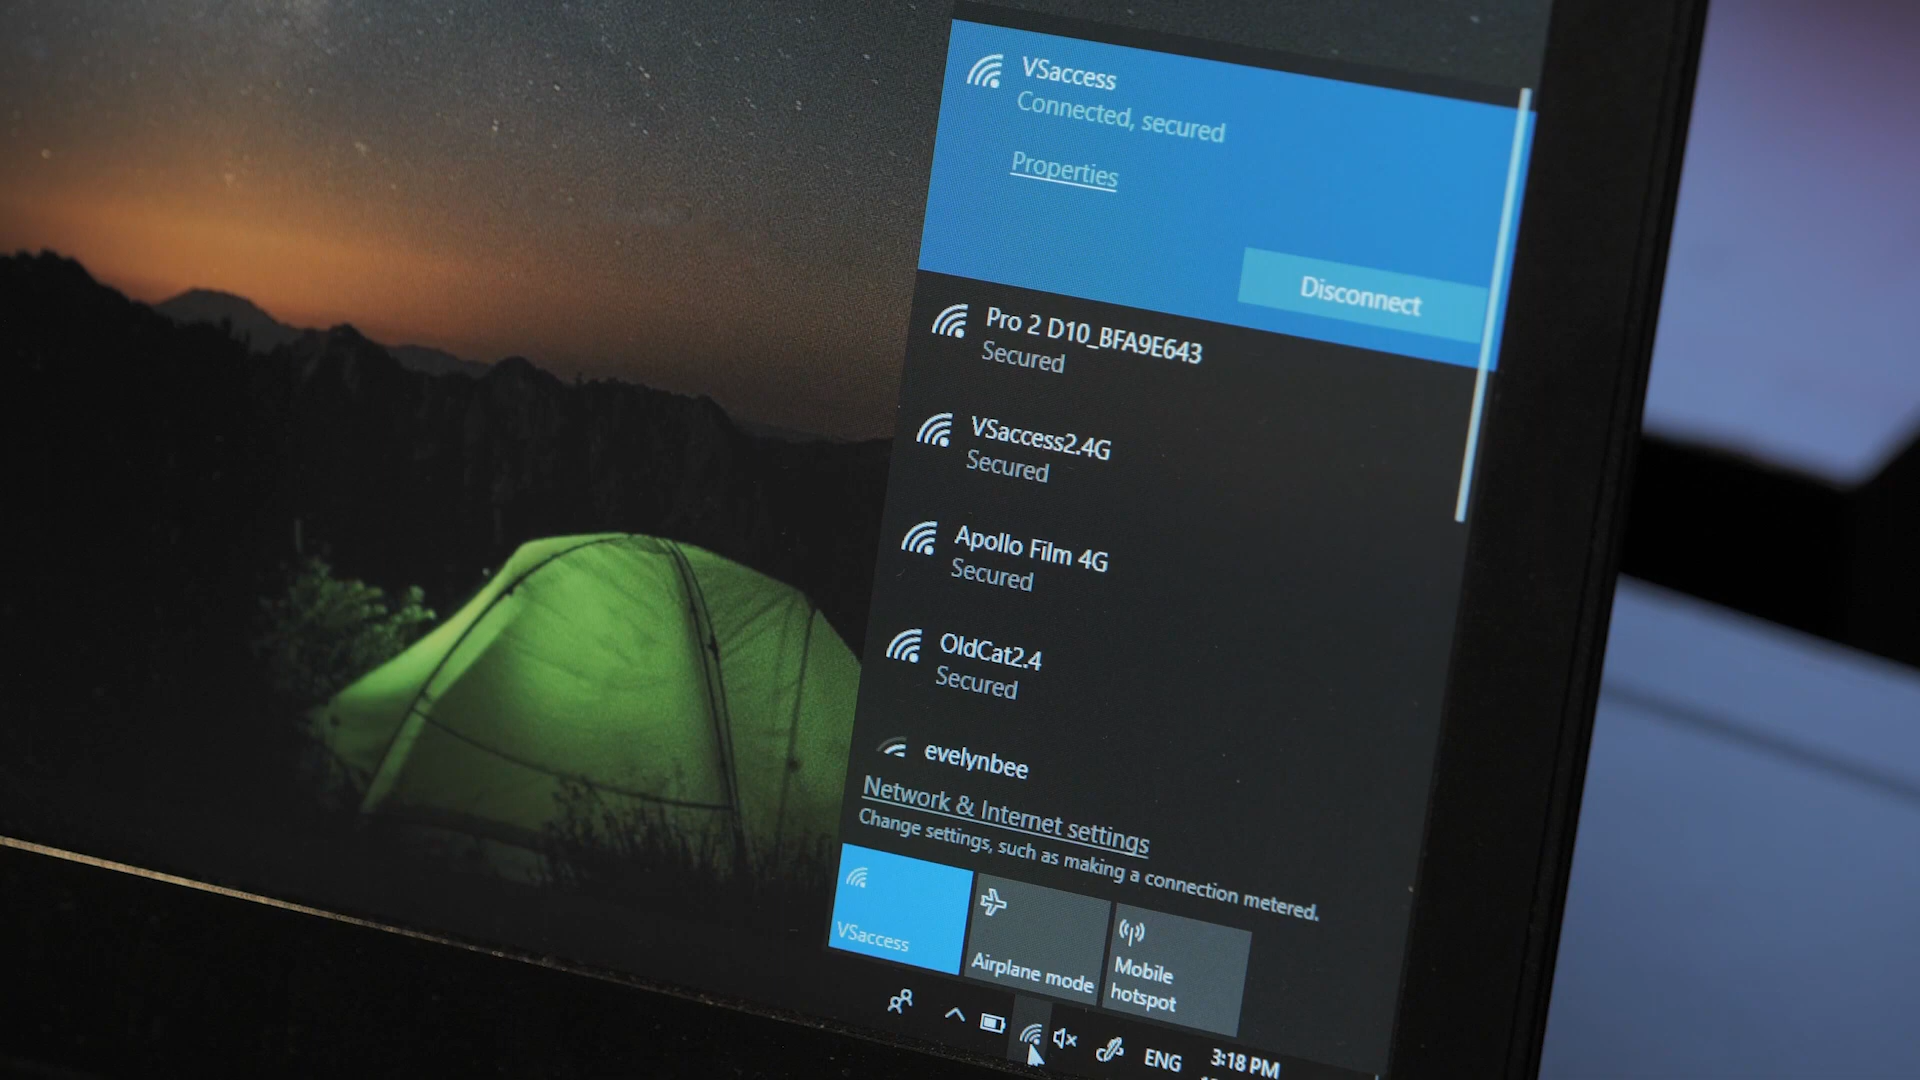 VSaccess
Connected, secured
Properties
Disconnect
Pro 2 D10_BFA9E643
Secured
VSaccess2.4G
Secured
Apollo Film 4G
Secured
OldCat2.4
Secured
evelynbee
Network & Internet settings
Change settings, such as making a connection metered.
VSaccess
Airplane mode
Mobile
hotspot
ENG
3:18 PM